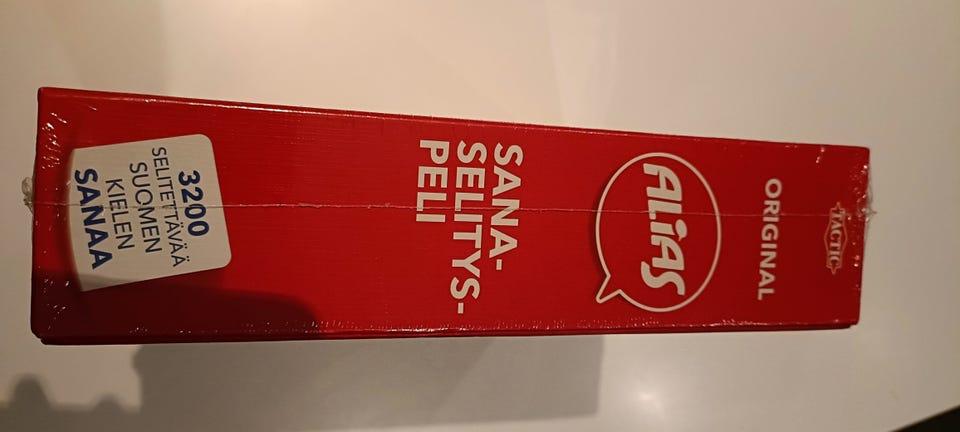 TACTIC
ORIGINAL
ALiAS
SANA-
SELITYS-
PELI
3200
SELITETTÄVÄÄ
SUOMEN
KIELEN
SANAA